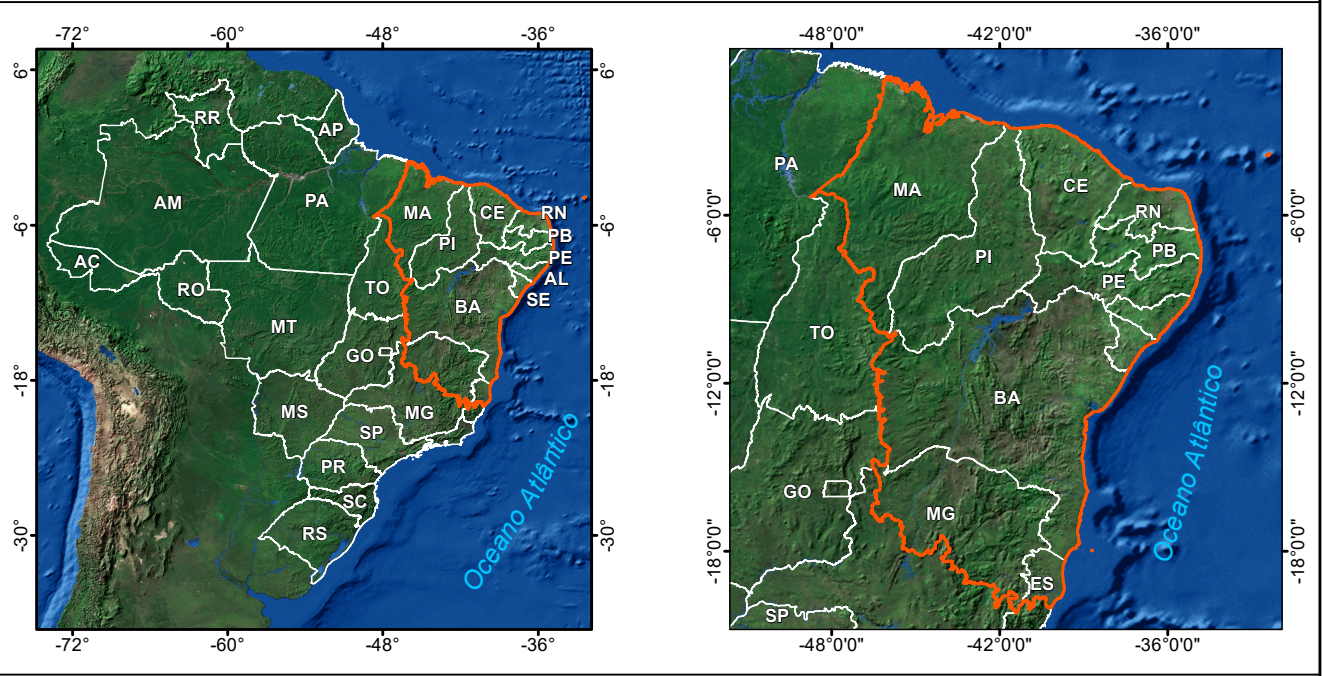 -72° -60° -48° -36°
6° 6°
RR
AP
AM
PA
MA
CE
RN
-6° -6°
PB
PI
PE
AC
AL
TO
RO
SE
BA
MT
GO
-18° -18°
MS
MG
SP
PR
SC
RS
-30° -30°
Oceano Atlântico
-72° -60° -48° -36°
-48°0'0" -42°0'0" -36°0'0"
PA
MA
CE
RN
-6°0'0" -6°0'0"
PB
PI
PE
TO
-12°0'0" -12°0'0"
BA
GO
MG
Oceano Atlântico
-18°0'0" -18°0'0"
ES
SP
-48°0'0" -42°0'0" -36°0'0"